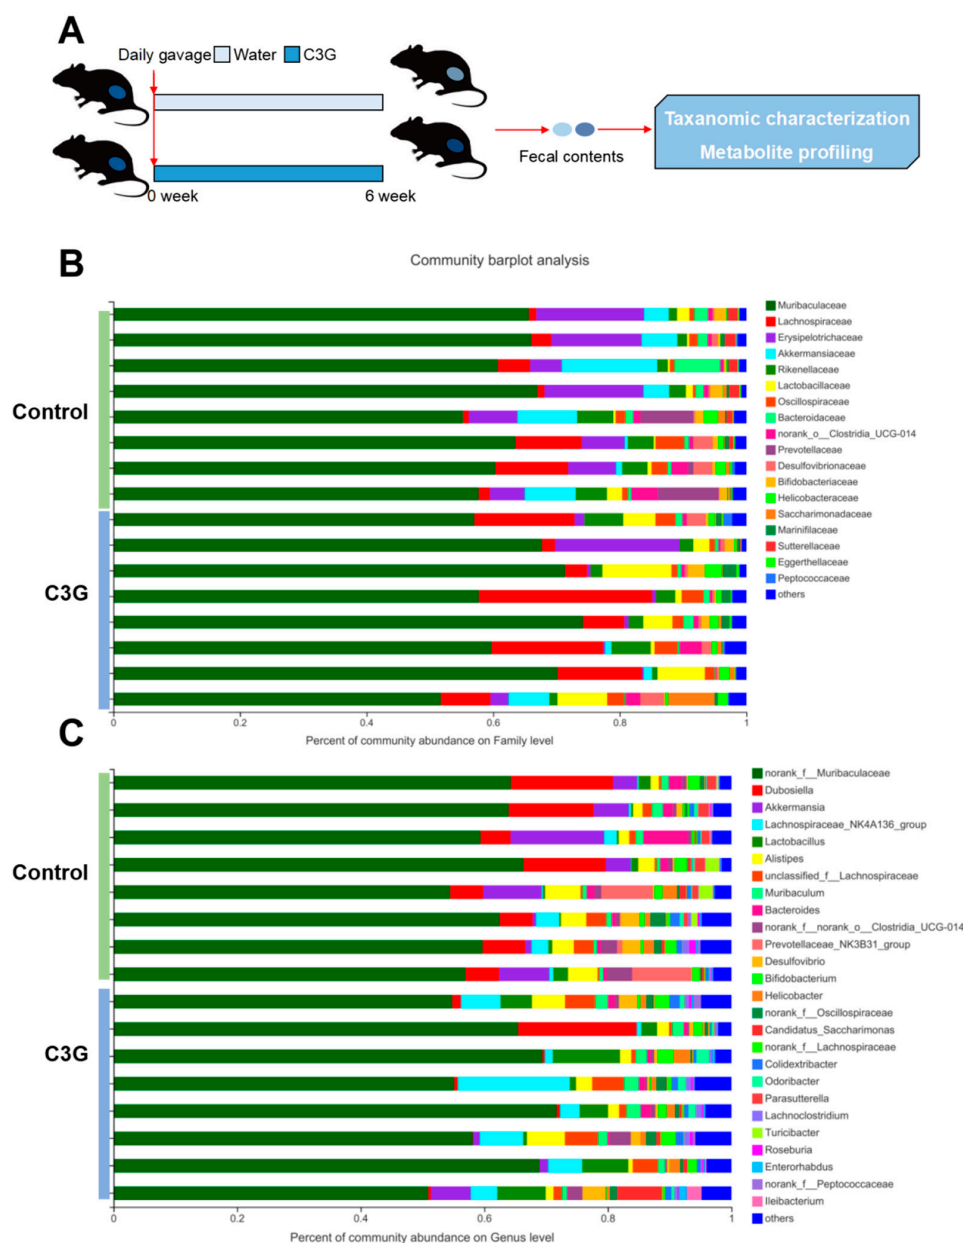 A
Daily gavage Water C3G
0 week 6 week
Fecal contents
Taxanomic characterization
Metabolite profiling
B
Community barplot analysis
Control
C3G
Muribaculaceae
Lachnospiraceae
Erysipelotrichaceae
Akkermansiaceae
Rikenellaceae
Lactobacillaceae
Oscillospiraceae
Bacteroidaceae
norank_o__Clostridia_UCG-014
Prevotellaceae
Desulfovibrionaceae
Bifidobacteriaceae
Helicobacteraceae
Saccharimonadaceae
Marinifilaceae
Sutterellaceae
Eggerthellaceae
Peptococcaceae
others
0 0.2 0.4 0.6 0.8 1
Percent of community abundance on Family level
C
Control
C3G
norank_f__Muribaculaceae
Dubosiella
Akkermansia
Lachnospiraceae_NK4A136_group
Lactobacillus
Alistipes
unclassified_f__Lachnospiraceae
Muribaculum
Bacteroides
norank_f__norank_o__Clostridia_UCG-014
Prevotellaceae_NK3B31_group
Desulfovibrio
Bifidobacterium
Helicobacter
norank_f__Oscillospiraceae
Candidatus_Saccharimonas
norank_f__Lachnospiraceae
Colidextribacter
Odoribacter
Parasutterella
Lachnoclostridium
Turicibacter
Roseburia
Enterorhabdus
norank_f__Peptococcaceae
Ileibacterium
others
0 0.2 0.4 0.6 0.8 1
Percent of community abundance on Genus level